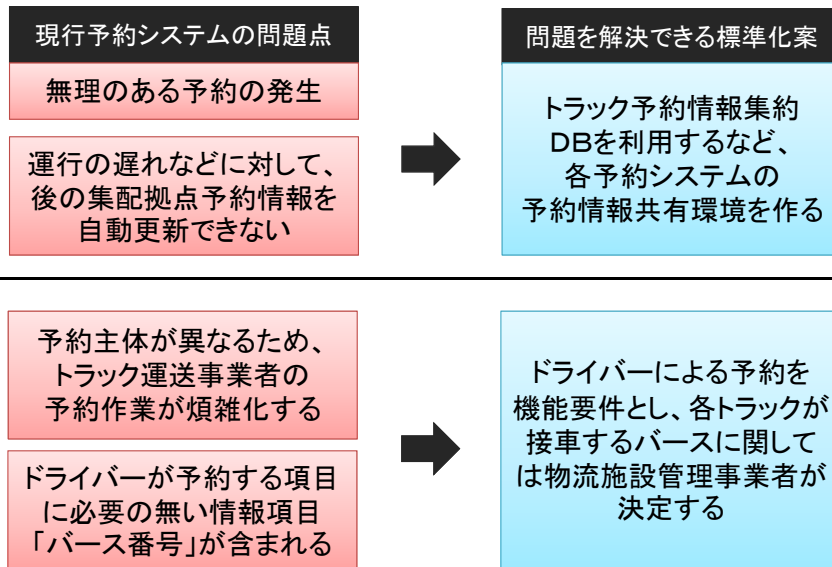 現行予約システムの問題点
問題を解決できる標準化案
無理のある予約の発生
運行の遅れなどに対して、
後の集配拠点予約情報を
自動更新できない
トラック予約情報集約
ＤＢを利用するなど、
各予約システムの
予約情報共有環境を作る
予約主体が異なるため、
トラック運送事業者の
予約作業が煩雑化する
ドライバーが予約する項目
に必要の無い情報項目
「バース番号」が含まれる
ドライバーによる予約を
機能要件とし、各トラックが
接車するバースに関して
は物流施設管理事業者が
決定する